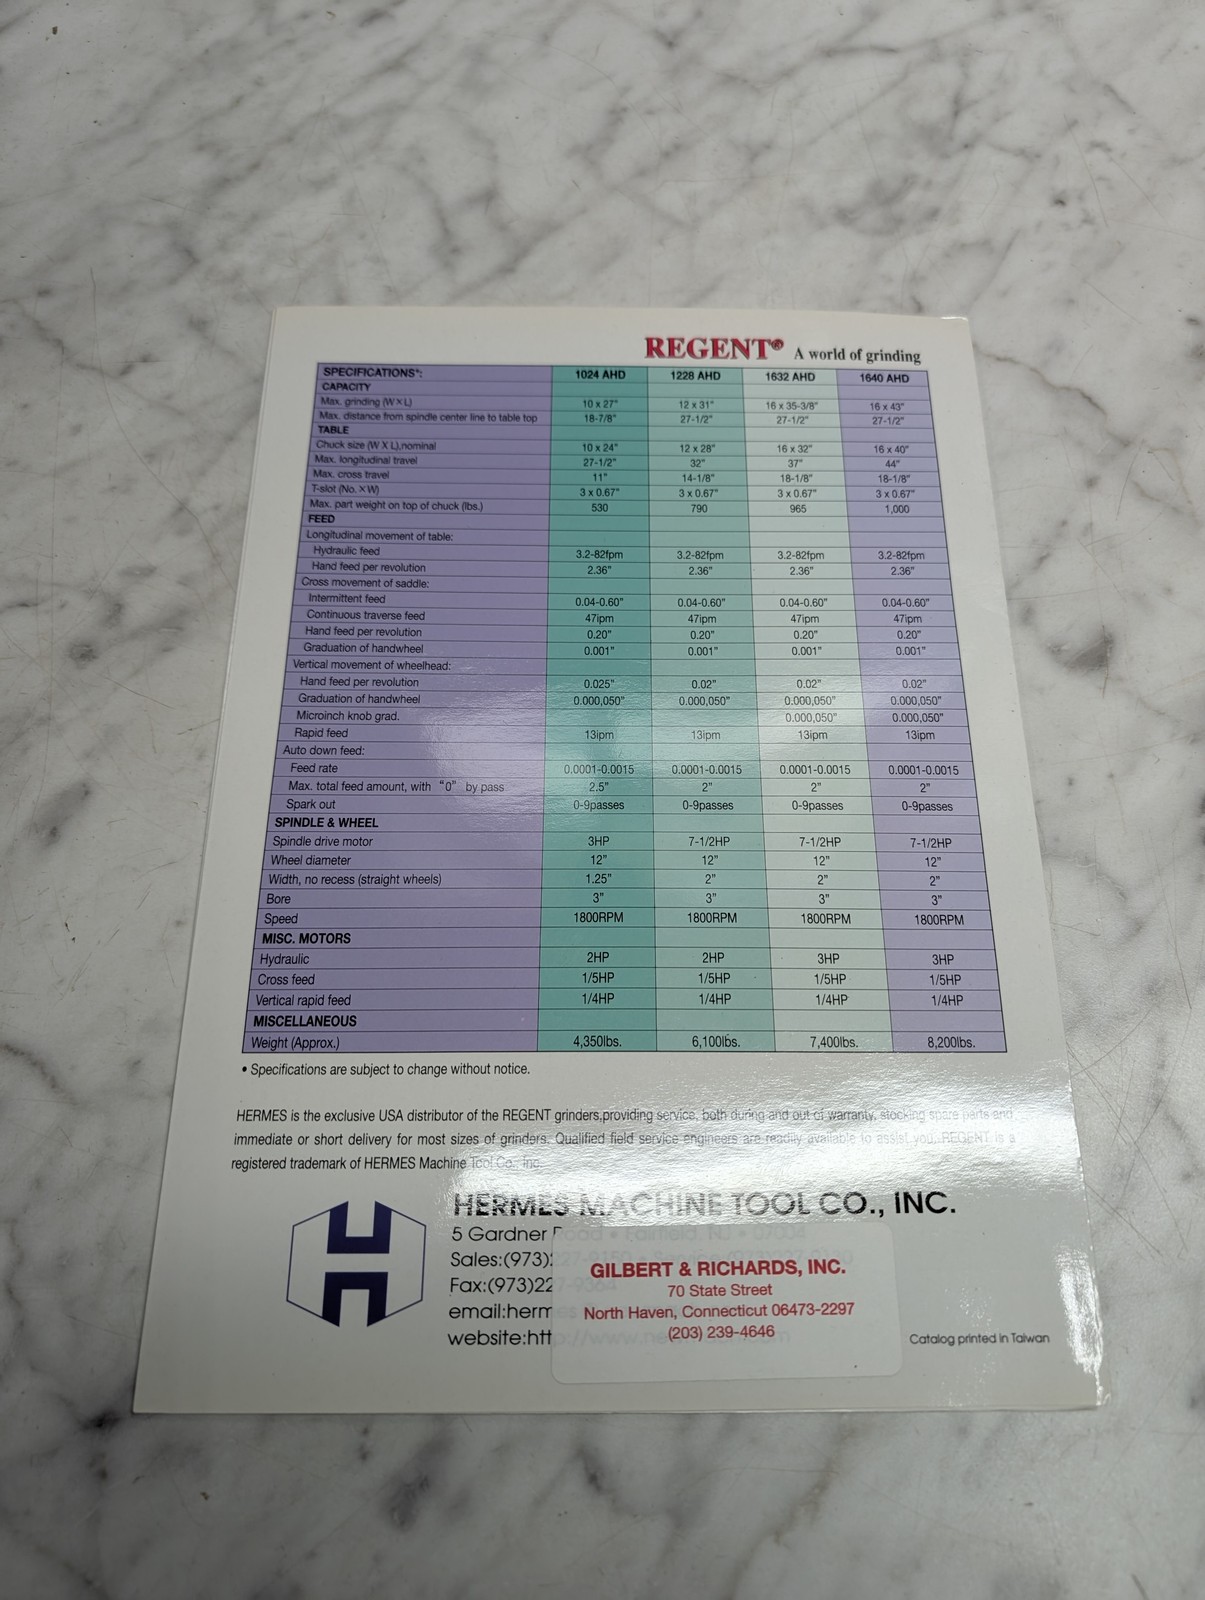 REGENT® A world of grinding
SPECIFICATIONS*: 1024 AHD 1228 AHD 1632 AHD 1640 AHD
CAPACITY
Max. grinding (W X L) 10 x 27" 12 x 31" 16 x 35-3/8" 16 x 43"
Max. distance from spindle center line to table top 18-7/8" 27-1/2" 27-1/2" 27-1/2"
TABLE
Chuck size (W X L),nominal 10 x 24" 12 x 28" 16 x 32" 16 x 40"
Max. longitudinal travel 27-1/2" 32" 37" 44"
Max. cross travel 11" 14-1/8" 18-1/8" 18-1/8"
T-slot (No. X W) 3 x 0.67" 3 x 0.67" 3 x 0.67" 3 x 0.67"
Max. part weight on top of chuck (lbs.) 530 790 965 1,000
FEED
Longitudinal movement of table:
Hydraulic feed 3.2-82fpm 3.2-82fpm 3.2-82fpm 3.2-82fpm
Hand feed per revolution 2.36" 2.36" 2.36" 2.36"
Cross movement of saddle:
Intermittent feed 0.04-0.60" 0.04-0.60" 0.04-0.60" 0.04-0.60"
Continuous traverse feed 47ipm 47ipm 47ipm 47ipm
Hand feed per revolution 0.20" 0.20" 0.20" 0.20"
Graduation of handwheel 0.001" 0.001" 0.001" 0.001"
Vertical movement of wheelhead:
Hand feed per revolution 0.025" 0.02" 0.02" 0.02"
Graduation of handwheel 0.000,050" 0.000,050" 0.000,050" 0.000,050"
Microinch knob grad. 0.000,050" 0.000,050"
Rapid feed 13ipm 13ipm 13ipm 13ipm
Auto down feed:
Feed rate 0.0001-0.0015 0.0001-0.0015 0.0001-0.0015 0.0001-0.0015
Max. total feed amount, with "0" by pass 2.5" 2" 2" 2"
Spark out 0-9passes 0-9passes 0-9passes 0-9passes
SPINDLE & WHEEL
Spindle drive motor 3HP 7-1/2HP 7-1/2HP 7-1/2HP
Wheel diameter 12" 12" 12" 12"
Width, no recess (straight wheels) 1.25" 2" 2" 2"
Bore 3" 3" 3" 3"
Speed 1800RPM 1800RPM 1800RPM 1800RPM
MISC. MOTORS
Hydraulic 2HP 2HP 3HP 3HP
Cross feed 1/5HP 1/5HP 1/5HP 1/5HP
Vertical rapid feed 1/4HP 1/4HP 1/4HP 1/4HP
MISCELLANEOUS
Weight (Approx.) 4,350lbs. 6,100lbs. 7,400lbs. 8,200lbs.
• Specifications are subject to change without notice.
HERMES is the exclusive USA distributor of the REGENT grinders,providing service, both during and out of warranty, stocking spare parts and
immediate or short delivery for most sizes of grinders. Qualified field service engineers are readily available to assist you. REGENT is a
registered trademark of HERMES Machine Tool Co., Inc.
H
HERMES MACHINE TOOL CO., INC.
5 Gardner Road • Fairfield, NJ •
Sales:(973)
Fax:(973)22
email:herm
website:htt
GILBERT & RICHARDS, INC.
70 State Street
North Haven, Connecticut 06473-2297
(203) 239-4646
Catalog printed in Taiwan